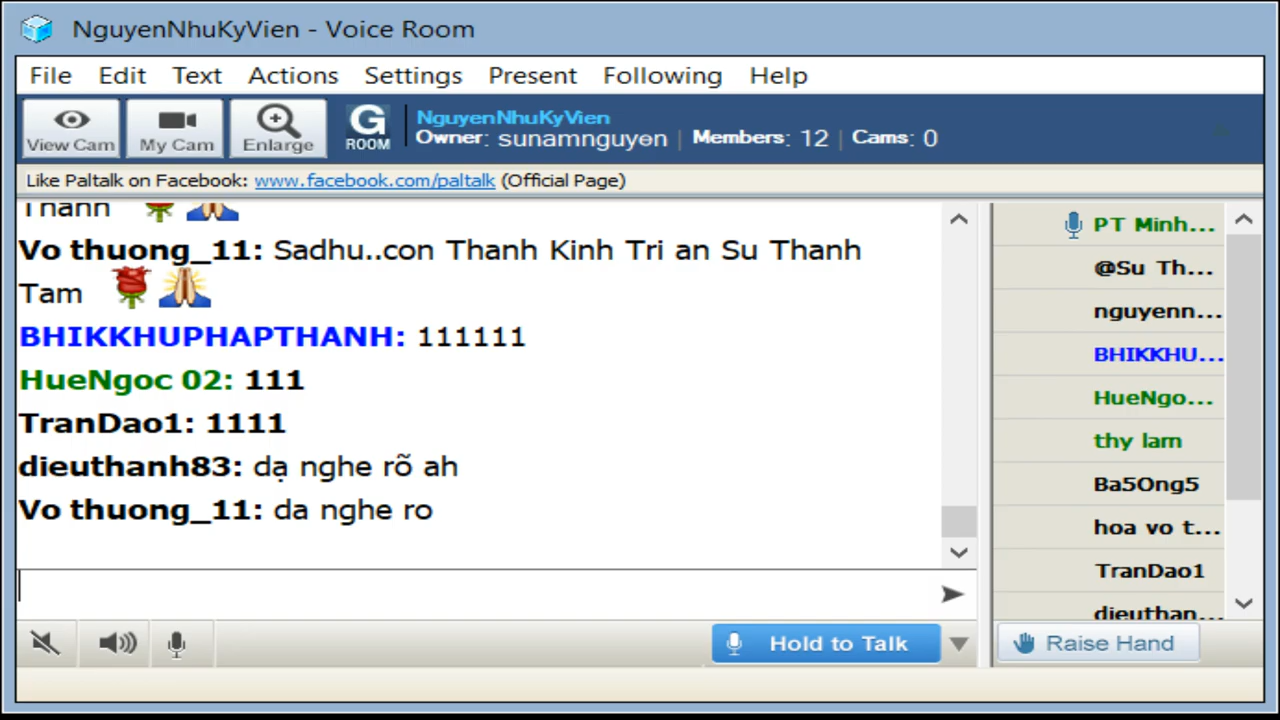 NguyenNhuKyVien - Voice Room
File Edit Text Actions Settings Present Following Help
View Cam
My Cam
Enlarge
G
ROOM
NguyenNhuKyVien
Owner: sunamnguyen | Members: 12 | Cams: 0
Like Paltalk on Facebook: www.facebook.com/paltalk (Official Page)
Thanh
Vo thuong_11: Sadhu..con Thanh Kinh Tri an Su Thanh
Tam
BHIKKHUPHAPTHANH: 111111
HueNgoc 02: 111
TranDao1: 1111
dieuthanh83: dạ nghe rõ ah
Vo thuong_11: da nghe ro
Hold to Talk
PT Minh...
@Su Th...
nguyenn...
BHIKKHU...
HueNgo...
thy lam
Ba5Ong5
hoa vo t...
TranDao1
dieuthan...
Raise Hand